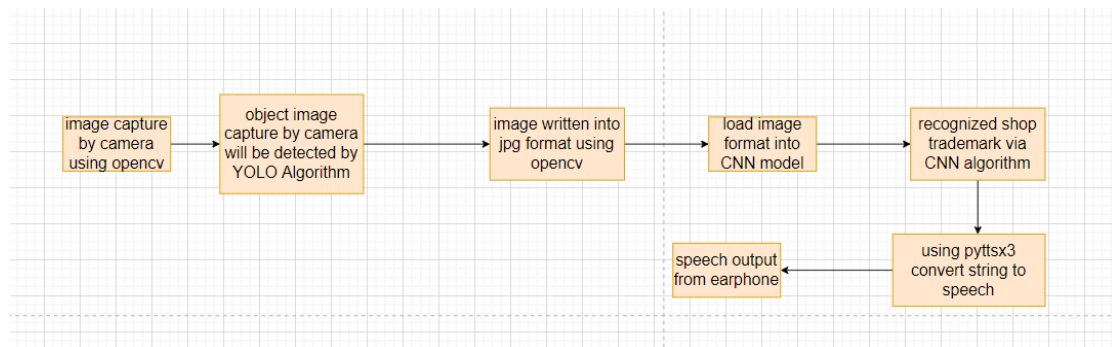 image capture
by camera
using opencv
object image
capture by camera
will be detected by
YOLO Algorithm
image written into
jpg format using
opencv
load image
format into
CNN model
recognized shop
trademark via
CNN algorithm
using pyttsx3
convert string to
speech
speech output
from earphone